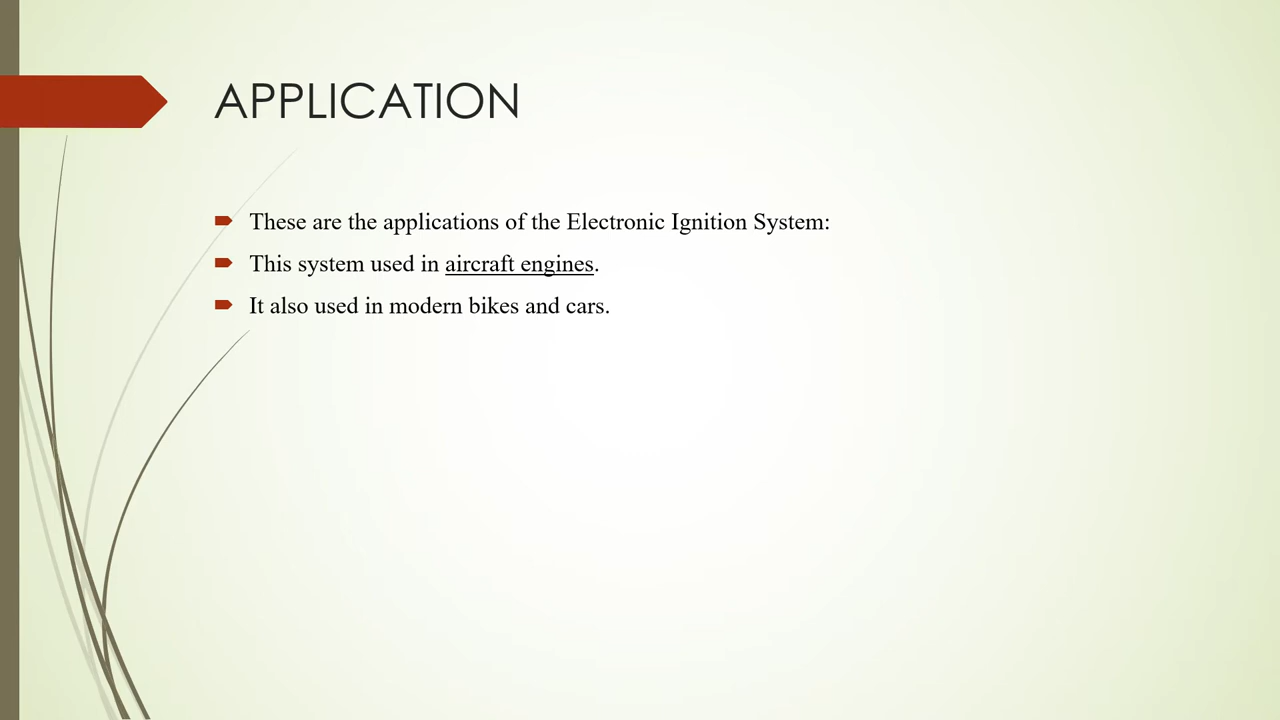 APPLICATION
These are the applications of the Electronic Ignition System:
This system used in aircraft engines.
It also used in modern bikes and cars.